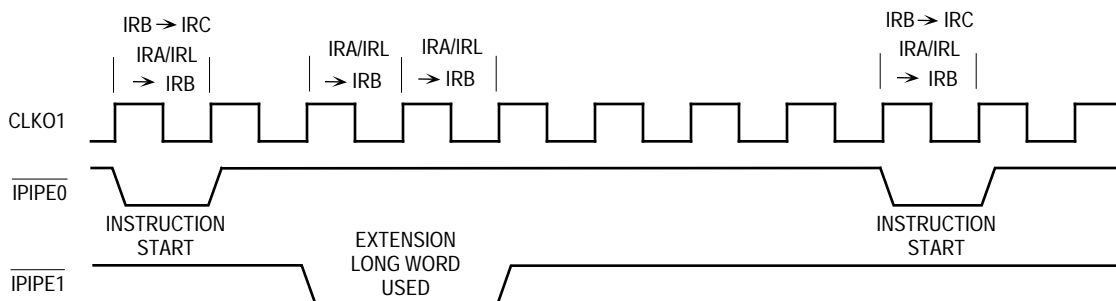 IRB → IRC
IRA/IRL
→ IRB
IRA/IRL
→ IRB
IRA/IRL
→ IRB
IRB → IRC
IRA/IRL
→ IRB
CLKO1
IPIPE0
INSTRUCTION
START
INSTRUCTION
START
EXTENSION
LONG WORD
USED
IPIPE1